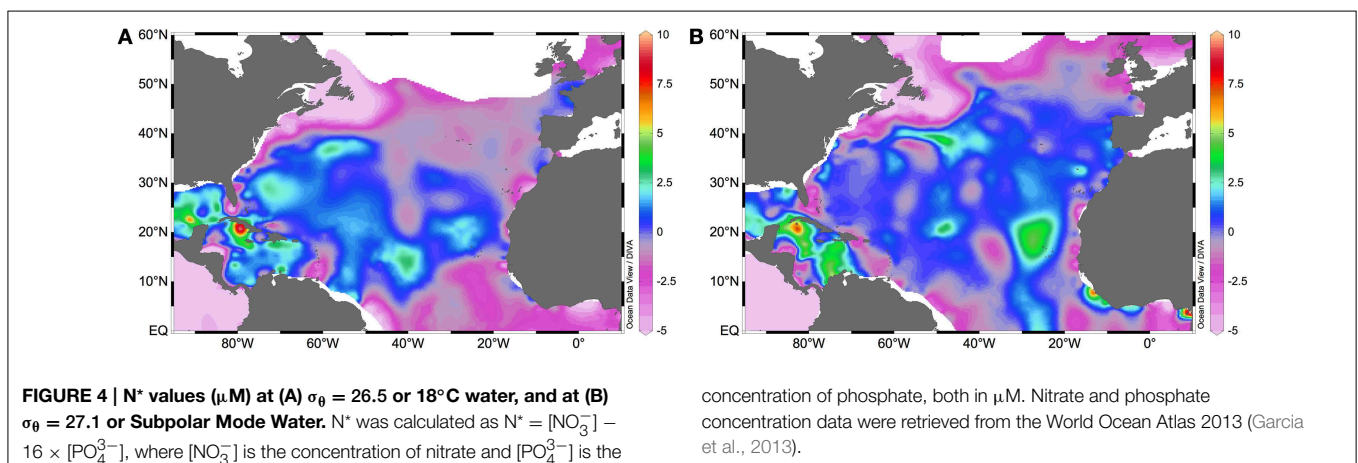 A
60°N
50°N
40°N
30°N
20°N
10°N
EQ
80°W
60°W
40°W
20°W
0°
10
7.5
5
2.5
0
-2.5
-5
Ocean Data View / DIVA
B
60°N
50°N
40°N
30°N
20°N
10°N
EQ
80°W
60°W
40°W
20°W
0°
10
7.5
5
2.5
0
-2.5
-5
Ocean Data View / DIVA
FIGURE 4 | N* values (μM) at (A) σθ = 26.5 or 18°C water, and at (B)
σθ = 27.1 or Subpolar Mode Water. N* was calculated as N* = [NO₃⁻] −
16 × [PO₄³⁻], where [NO₃⁻] is the concentration of nitrate and [PO₄³⁻] is the
concentration of phosphate, both in μM. Nitrate and phosphate
concentration data were retrieved from the World Ocean Atlas 2013 (Garcia
et al., 2013).